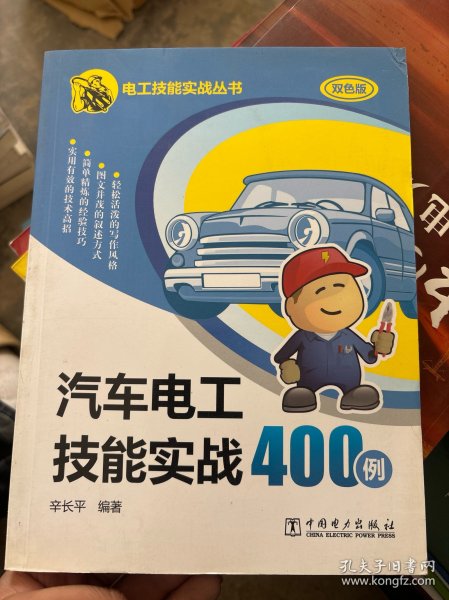 电工技能实战丛书
双色版
轻松活泼的写作风格
图文并茂的叙述方式
简单精炼的经验技巧
实用有效的技术高招
汽车电工
技能实战400例
辛长平 编著
中国电力出版社
CHINA ELECTRIC POWER PRESS
孔夫子旧书网
www.kongfz.com